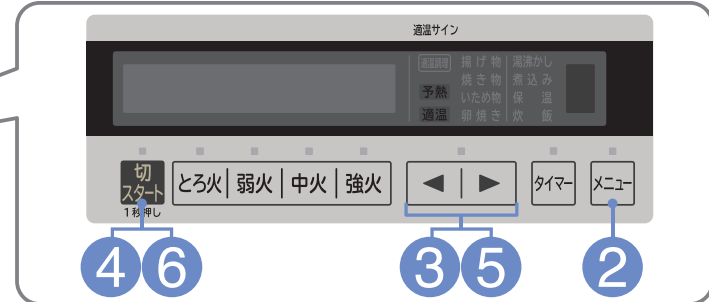 適温サイン
適温調理 揚げ物 湯沸かし
焼き物 煮込み
予熱 いため物 保 温
適温 卵焼き 炊 飯
切
スタート とろ火 弱火 中火 強火 ◀ ▶ タイマー メニュー
1秒押し
4 6 3 5 2